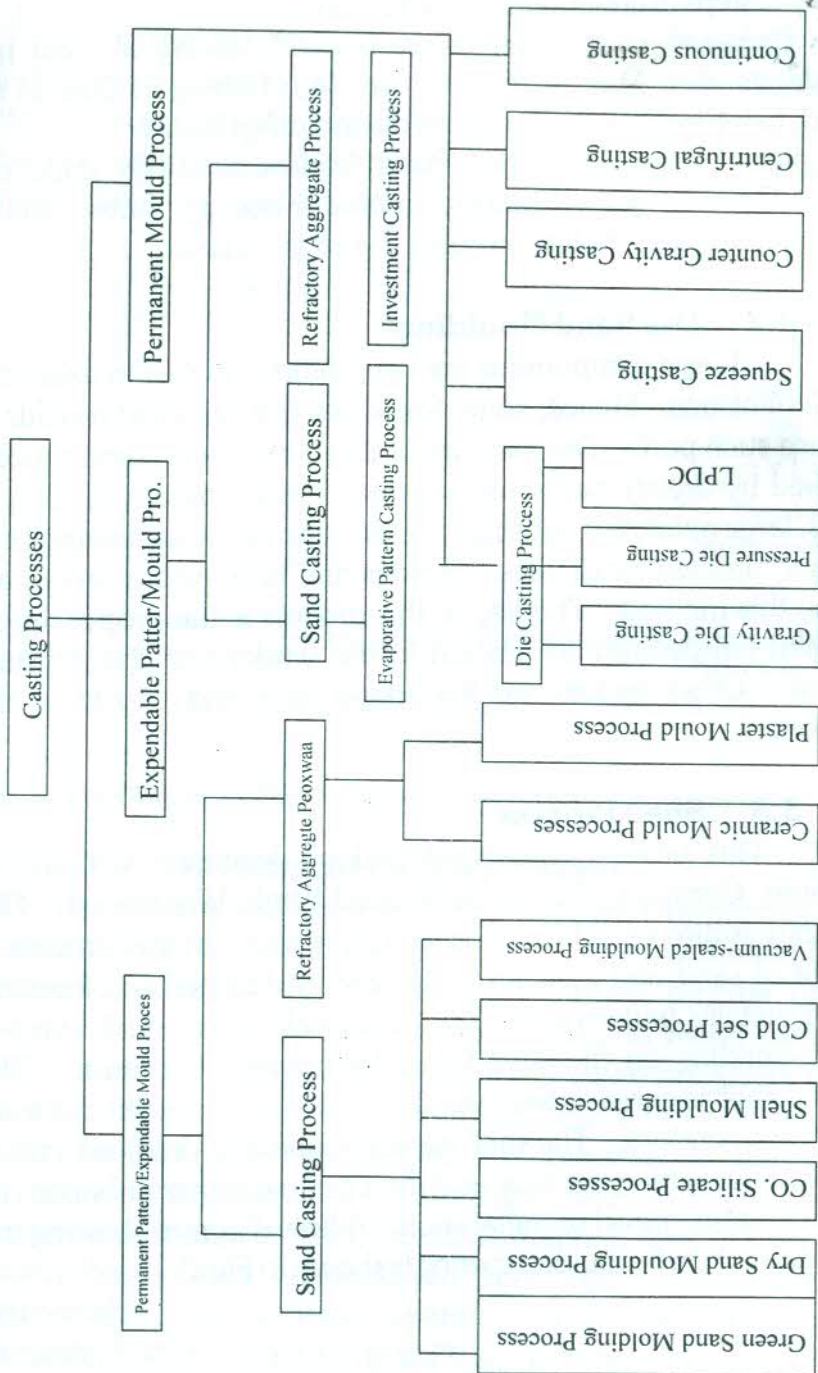 Casting Processes
Permanent Pattern/Expendable Mould Proces
Expendable Patter/Mould Pro.
Permanent Mould Process
Sand Casting Process
Refractory Aggregte Peoxwaa
Sand Casting Process
Refractory Aggregate Process
Evaporative Pattern Casting Process
Investment Casting Process
Green Sand Molding Process
Dry Sand Moulding Process
CO. Silicate Processes
Shell Moulding Process
Cold Set Processes
Vacuum-sealed Moulding Process
Ceramic Mould Processes
Plaster Mould Process
Die Casting Process
Gravity Die Casting
Pressure Die Casting
LPDC
Squeeze Casting
Counter Gravity Casting
Centrifugal Casting
Continuous Casting